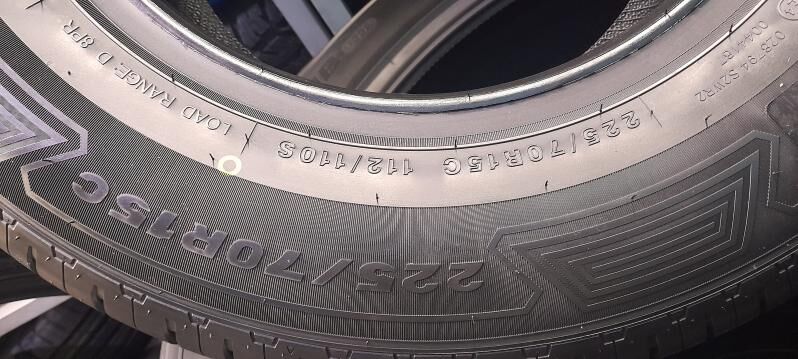 225/70R15C 112/110S LOAD RANGE D 8PR
225/70R15C